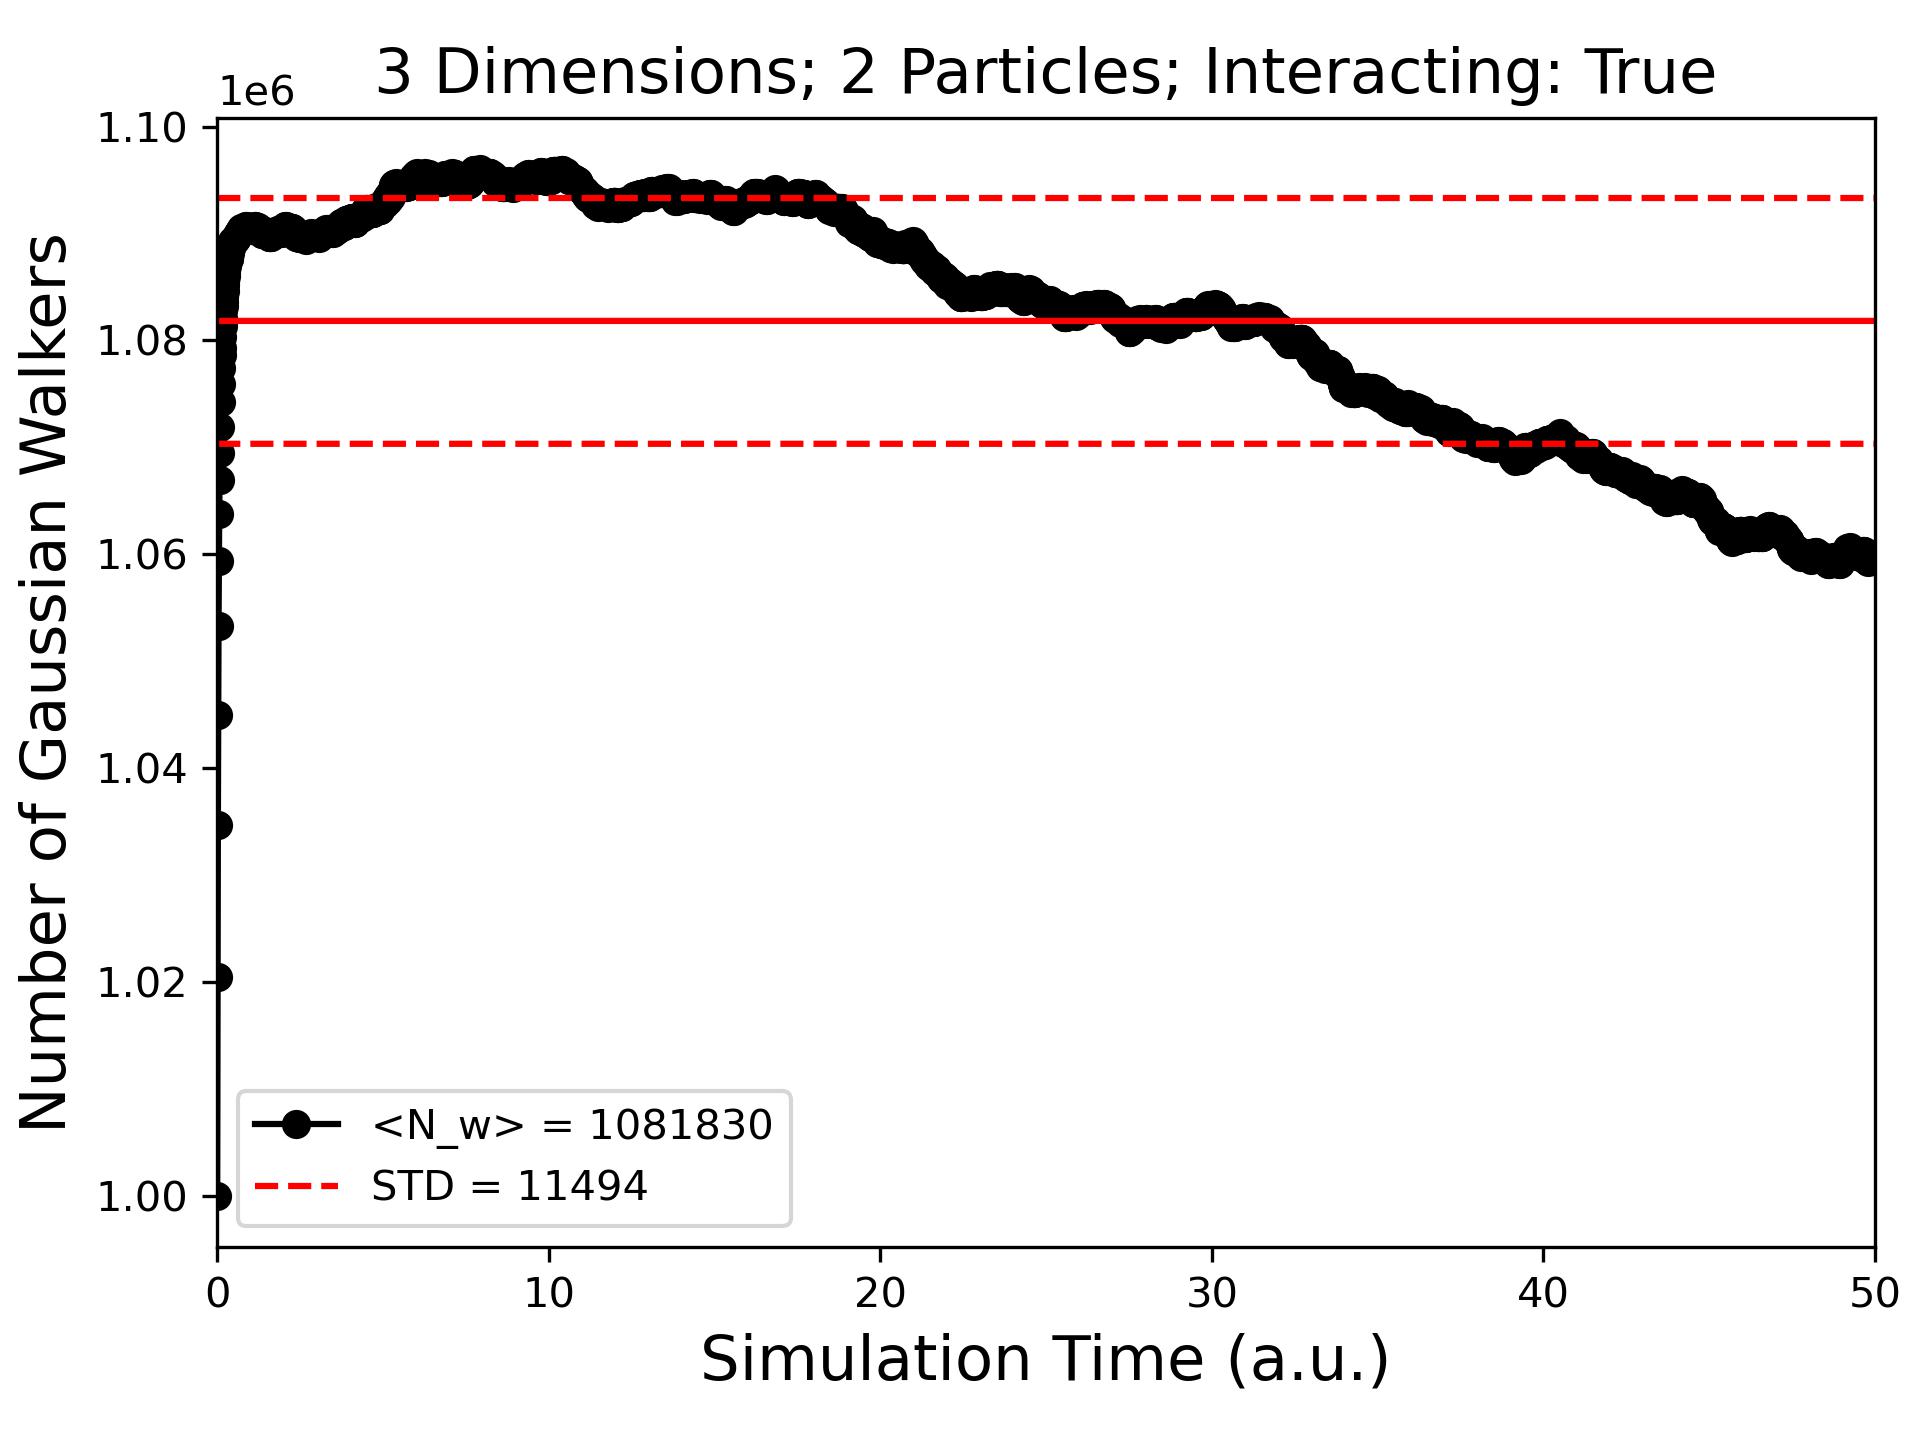 3 Dimensions; 2 Particles; Interacting: True
1e6
1.10
1.08
1.06
1.04
1.02
1.00
Number of Gaussian Walkers
<N_w> = 1081830
STD = 11494
0 10 20 30 40 50
Simulation Time (a.u.)